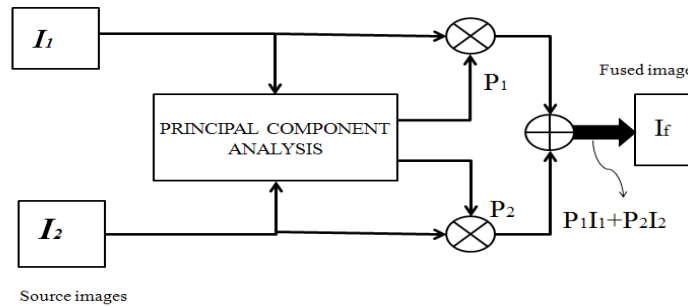 I1
Fused image
P1
PRINCIPAL COMPONENT
ANALYSIS
If
P2
P1I1+P2I2
I2
Source images